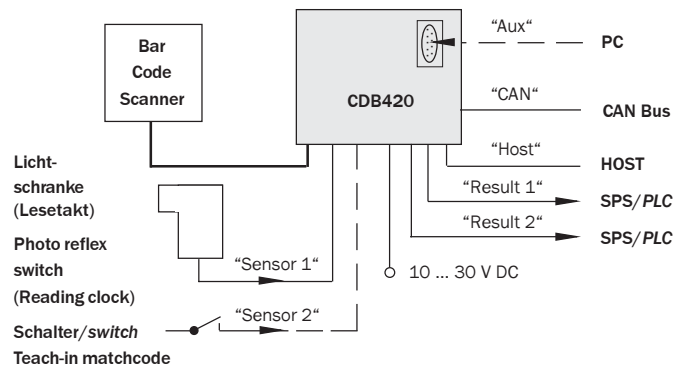 “Aux“
PC
Bar
Code
Scanner
CDB420
“CAN“
CAN Bus
“Host“
HOST
Licht-
schranke
(Lesetakt)
“Result 1“
SPS/PLC
“Result 2“
SPS/PLC
Photo reflex
switch
(Reading clock)
“Sensor 1“
10 ... 30 V DC
“Sensor 2“
Schalter/switch
Teach-in matchcode